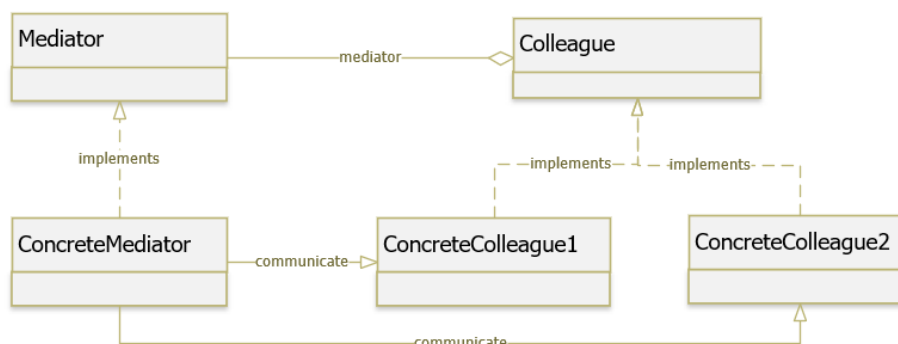 Mediator
Colleague
mediator
implements
implements
implements
ConcreteMediator
ConcreteColleague1
ConcreteColleague2
communicate
communicate